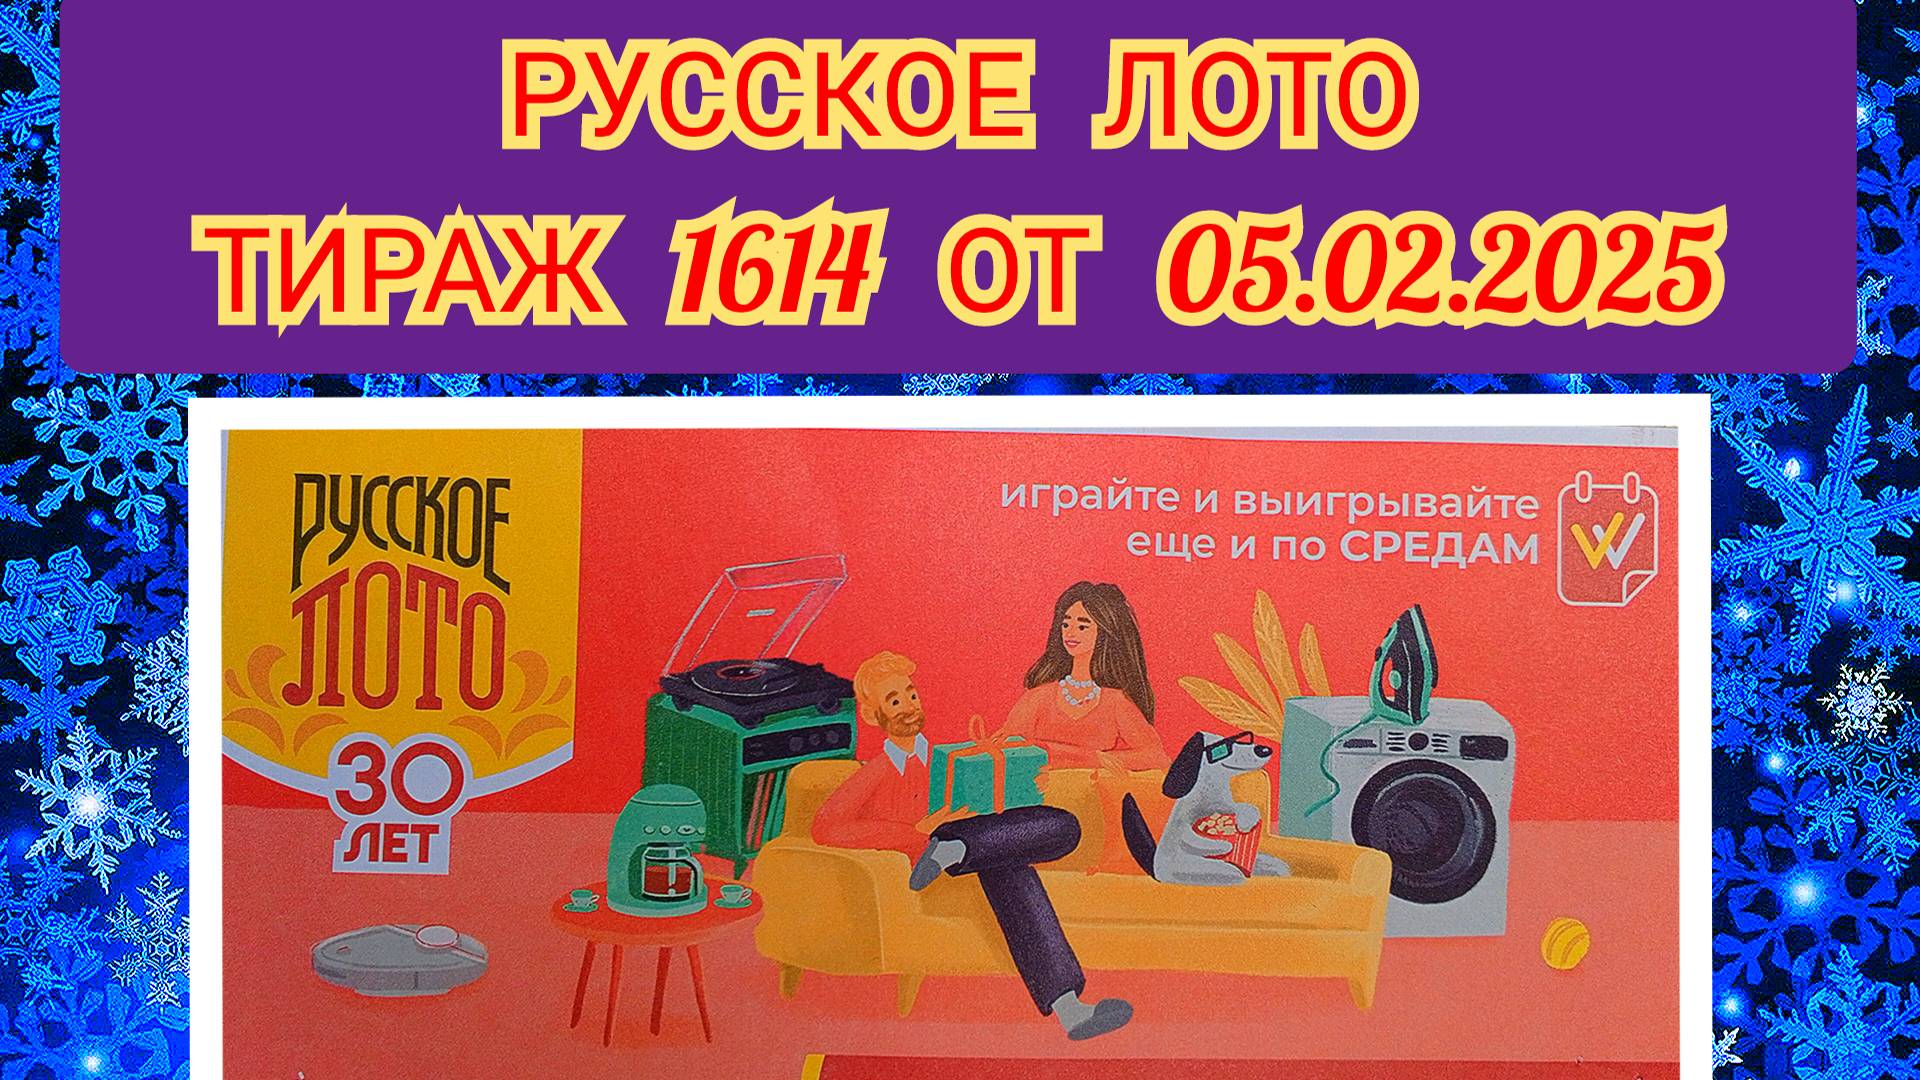 РУССКОЕ ЛОТО
ТИРАЖ 1614 ОТ 05.02.2025
РУССКОЕ
ЛОТО
30
ЛЕТ
играйте и выигрывайте
еще и по СРЕДАМ